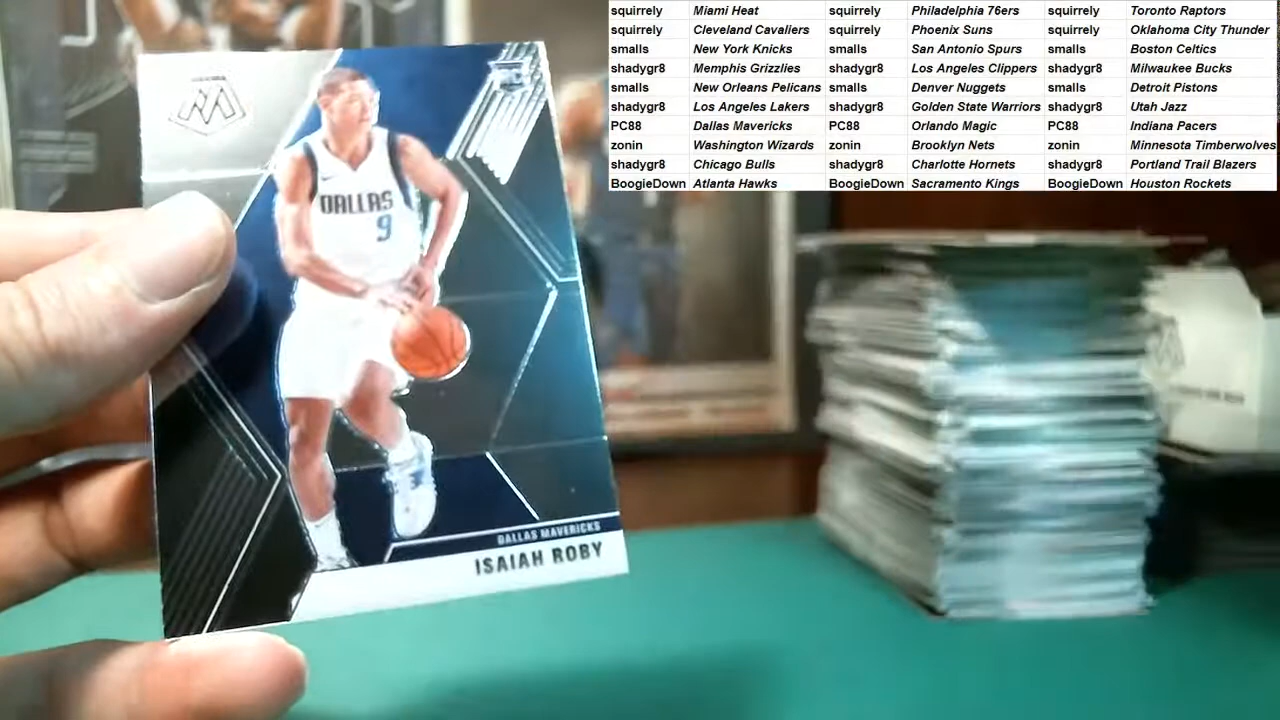 squirrely Miami Heat squirrely Philadelphia 76ers squirrely Toronto Raptors
squirrely Cleveland Cavaliers squirrely Phoenix Suns squirrely Oklahoma City Thunder
smalls New York Knicks smalls San Antonio Spurs smalls Boston Celtics
shadygr8 Memphis Grizzlies shadygr8 Los Angeles Clippers shadygr8 Milwaukee Bucks
smalls New Orleans Pelicans smalls Denver Nuggets smalls Detroit Pistons
shadygr8 Los Angeles Lakers shadygr8 Golden State Warriors shadygr8 Utah Jazz
PC88 Dallas Mavericks PC88 Orlando Magic PC88 Indiana Pacers
zonin Washington Wizards zonin Brooklyn Nets zonin Minnesota Timberwolves
shadygr8 Chicago Bulls shadygr8 Charlotte Hornets shadygr8 Portland Trail Blazers
BoogieDown Atlanta Hawks BoogieDown Sacramento Kings BoogieDown Houston Rockets
RC
DALLAS
9
DALLAS MAVERICKS
ISAIAH ROBY